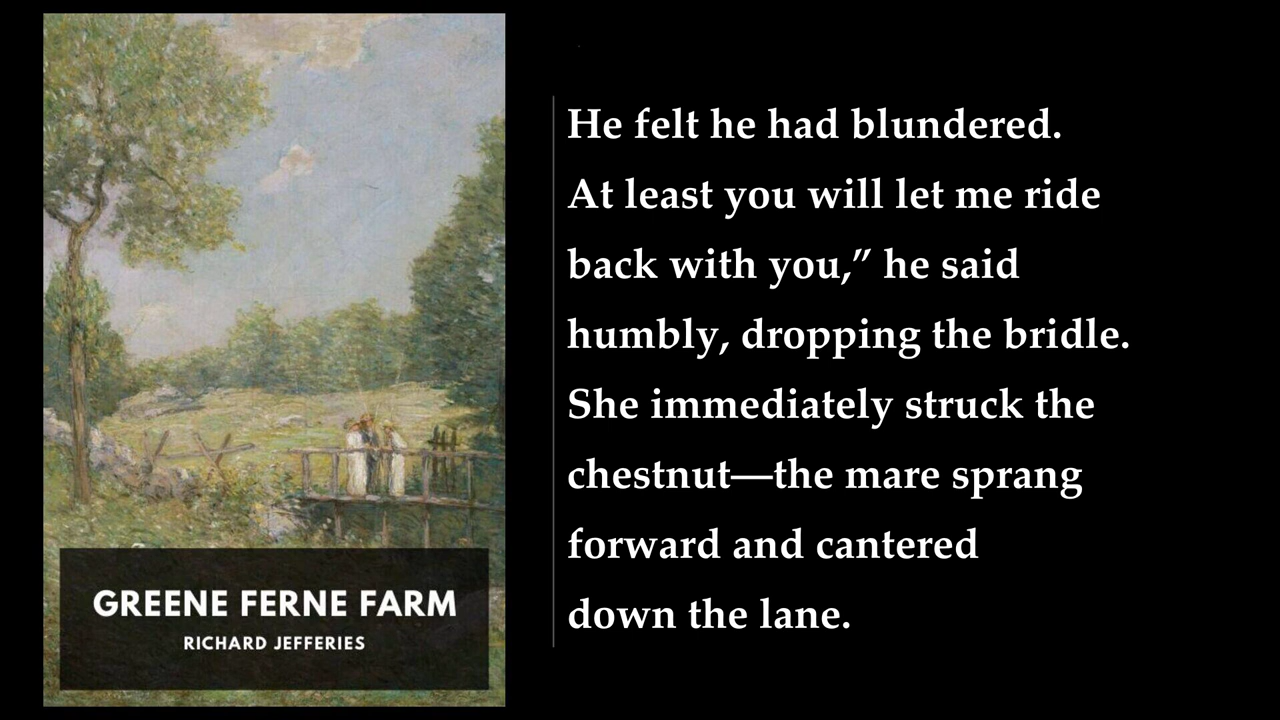 GREENE FERNE FARM
RICHARD JEFFERIES
He felt he had blundered.
At least you will let me ride
back with you,” he said
humbly, dropping the bridle.
She immediately struck the
chestnut—the mare sprang
forward and cantered
down the lane.